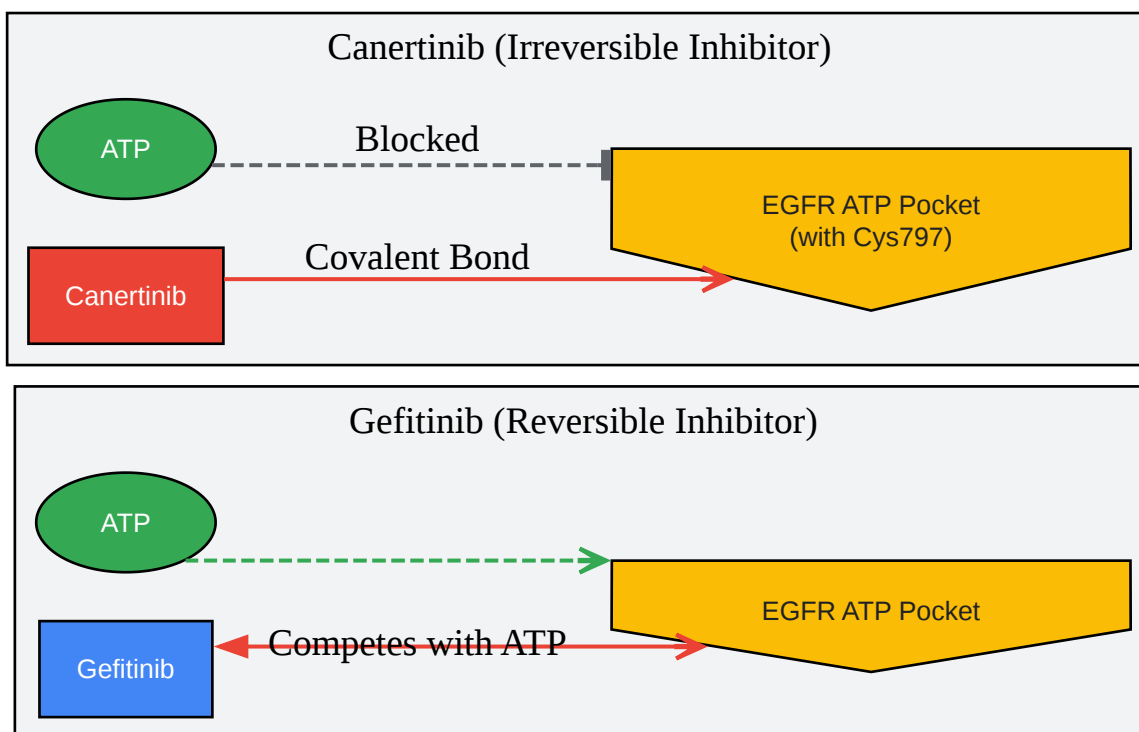 Canertinib (Irreversible Inhibitor)
ATP
Blocked
EGFR ATP Pocket
(with Cys797)
Covalent Bond
Canertinib
Gefitinib (Reversible Inhibitor)
ATP
EGFR ATP Pocket
Competes with ATP
Gefitinib